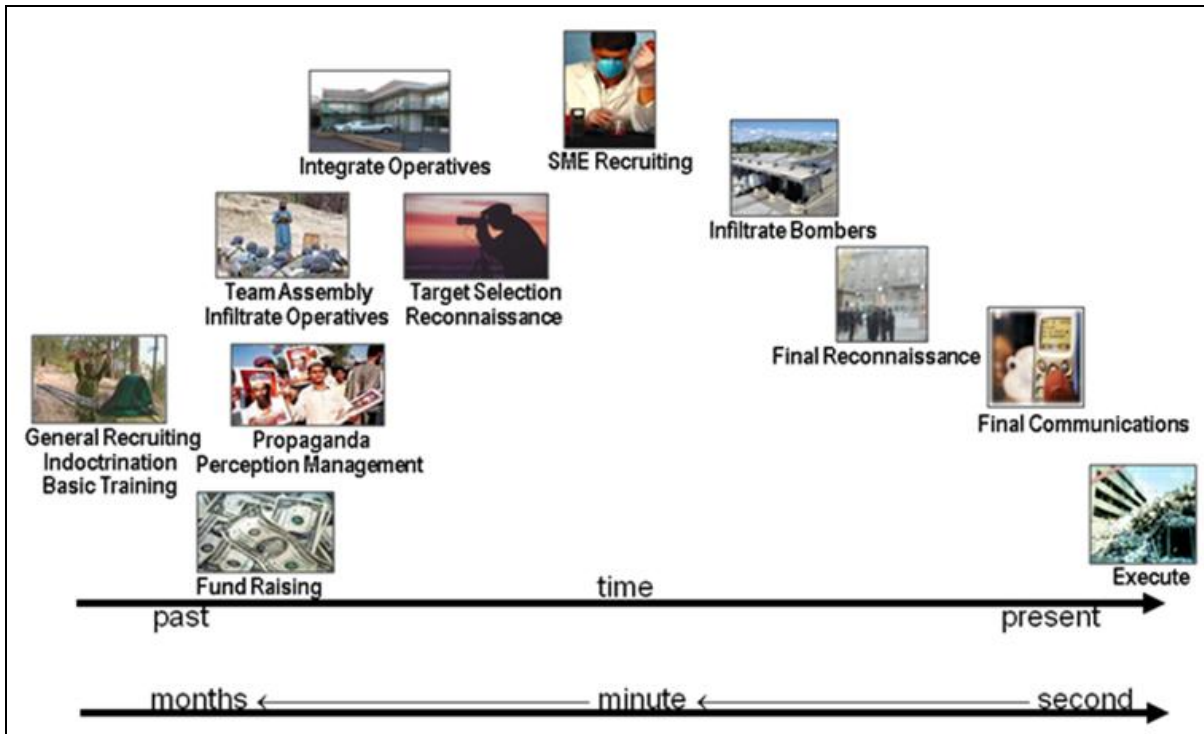 Integrate Operatives
SME Recruiting
Infiltrate Bombers
Team Assembly
Infiltrate Operatives
Target Selection
Reconnaissance
Final Reconnaissance
General Recruiting
Indoctrination
Basic Training
Propaganda
Perception Management
Final Communications
Fund Raising
Execute
time
past
present
months
minute
second